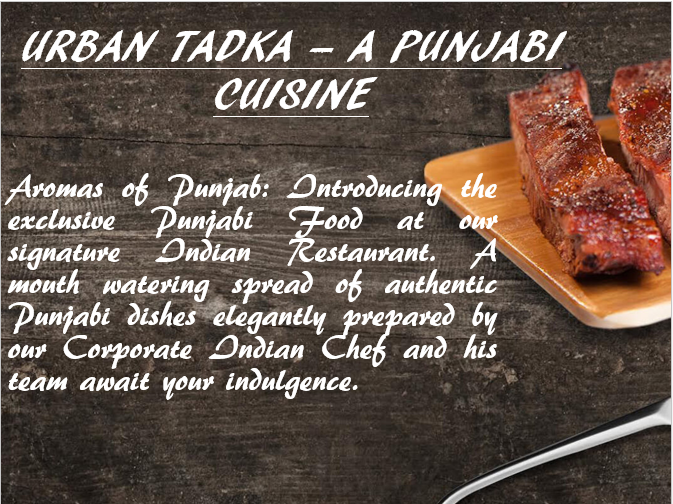 URBAN TADKA – A PUNJABI
CUISINE
Aromas of Punjab: Introducing the
exclusive Punjabi Food at our
signature Indian Restaurant. A
mouth watering spread of authentic
Punjabi dishes elegantly prepared by
our Corporate Indian Chef and his
team await your indulgence.